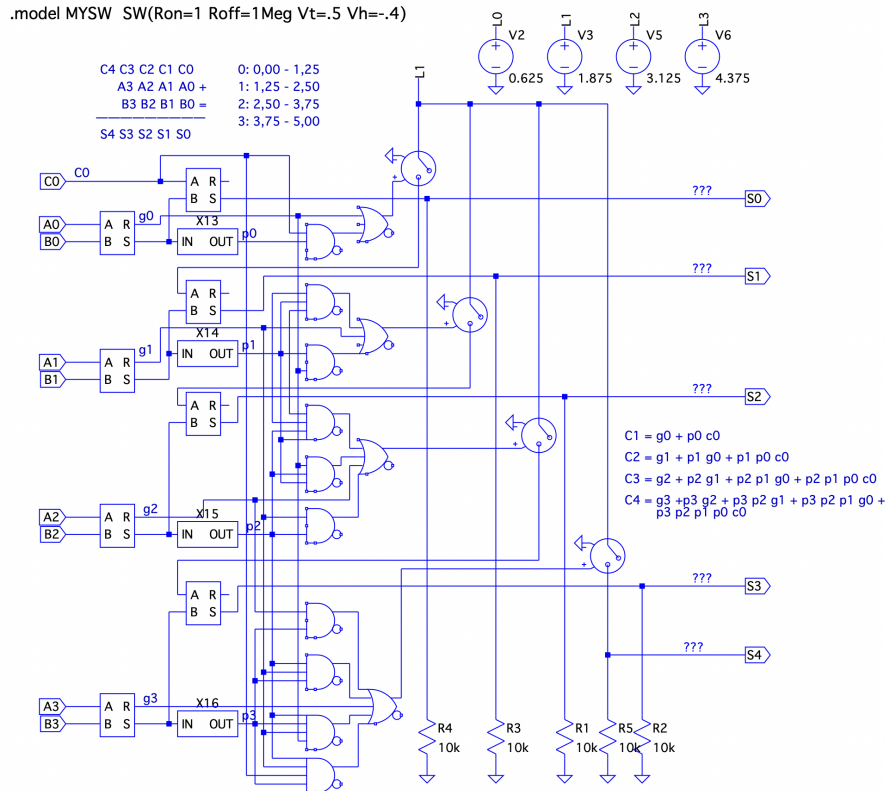 .model MYSW SW(Ron=1 Roff=1Meg Vt=.5 Vh=-.4)
L0 L1 L2 L3
V2 V3 V5 V6
0.625 1.875 3.125 4.375
C4 C3 C2 C1 C0
A3 A2 A1 A0 +
B3 B2 B1 B0 =
S4 S3 S2 S1 S0
0: 0,00 - 1,25
1: 1,25 - 2,50
2: 2,50 - 3,75
3: 3,75 - 5,00
L1
C0 C0
A R
B S
??? S0
A0 g0
B0
A R
B S
X13
IN OUT p0
+
??? S1
A R
B S
X14
IN OUT p1
A1 g1
B1
A R
B S
+
??? S2
A R
B S
+
C1 = g0 + p0 c0
C2 = g1 + p1 g0 + p1 p0 c0
C3 = g2 + p2 g1 + p2 p1 g0 + p2 p1 p0 c0
C4 = g3 +p3 g2 + p3 p2 g1 + p3 p2 p1 g0 +
p3 p2 p1 p0 c0
A2 g2
B2
A R
B S
X15
IN OUT p2
+
??? S3
A R
B S
??? S4
A3 g3
B3
A R
B S
X16
IN OUT p3
R4 R3 R1 R5 R2
10k 10k 10k 10k 10k